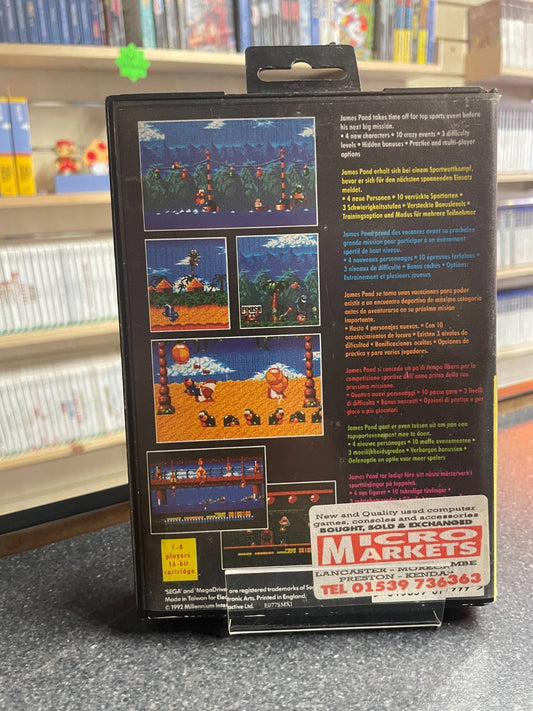 James Pond takes time off for top sports event before
his next big mission.
• 4 new characters • 10 crazy events • 3 difficulty
levels • Hidden bonuses • Practice and multi-player
options
James Pond erholt sich bei einem Sportwettkampf,
bevor er sich für den nächsten spannenden Einsatz
meldet.
• 4 neue Personen • 10 verrückte Sportarten •
3 Schwierigkeitsstufen • Versteckte Bonuslevels •
Trainingsoption und Modus für mehrere Teilnehmer
James Pond prend des vacances avant sa prochaine
grande mission pour participer à un événement
sportif de haut niveau.
• 4 nouveaux personnages • 10 épreuves farfelues •
3 niveaux de difficulté • Bonus cachés • Options:
Entraînement et plusieurs joueurs
James Pond se toma unas vacaciones para poder
asistir a un encuentro deportivo de máxima categoría
antes de aventurarse en su próxima misión
importante.
• Hasta 4 personajes nuevos. • Con 10
acontecimientos de locura • Existen 3 niveles de
dificultad • Bonificaciones ocultas • Opciones de
práctica y para varios jugadores.
James Pond si concede un po'di tempo libero per la
competizione sportiva dell' anno prima della sua
prossima missione.
• Quattro nuovi personaggi • 10 pazze gare • 3 livelli
di difficulta • Bonus nascosti • Opzioni di pratica e per
gioco a piu giocatori
James Pond gaat er even tussen uit om aan een
topsportevenement mee te doen.
• 4 nieuwe personages • 10 maffe evenementen •
3 moeilijkheidsgraden • Verborgen bonussen •
Oefenoptie en optie voor meer spelers
James Pond tar ledigt före sitt nästa mästerverk i
sporttävlingar på toppnivå.
• 4 nya figurer • 10 tokroliga tävlingar •
1-4
players
16-bit
cartridge
New and Quality used computer
games, consoles and accessories
BOUGHT, SOLD & EXCHANGED
MICRO
MARKETS
LANCASTER - MORECAMBE
PRESTON - KENDAL
TEL 01539 736363
'SEGA' and 'MegaDrive' are registered trademarks of Se
Made in Taiwan for Electronic Arts. Printed in England.
© 1992 Millennium Interactive Ltd. E077SMXI